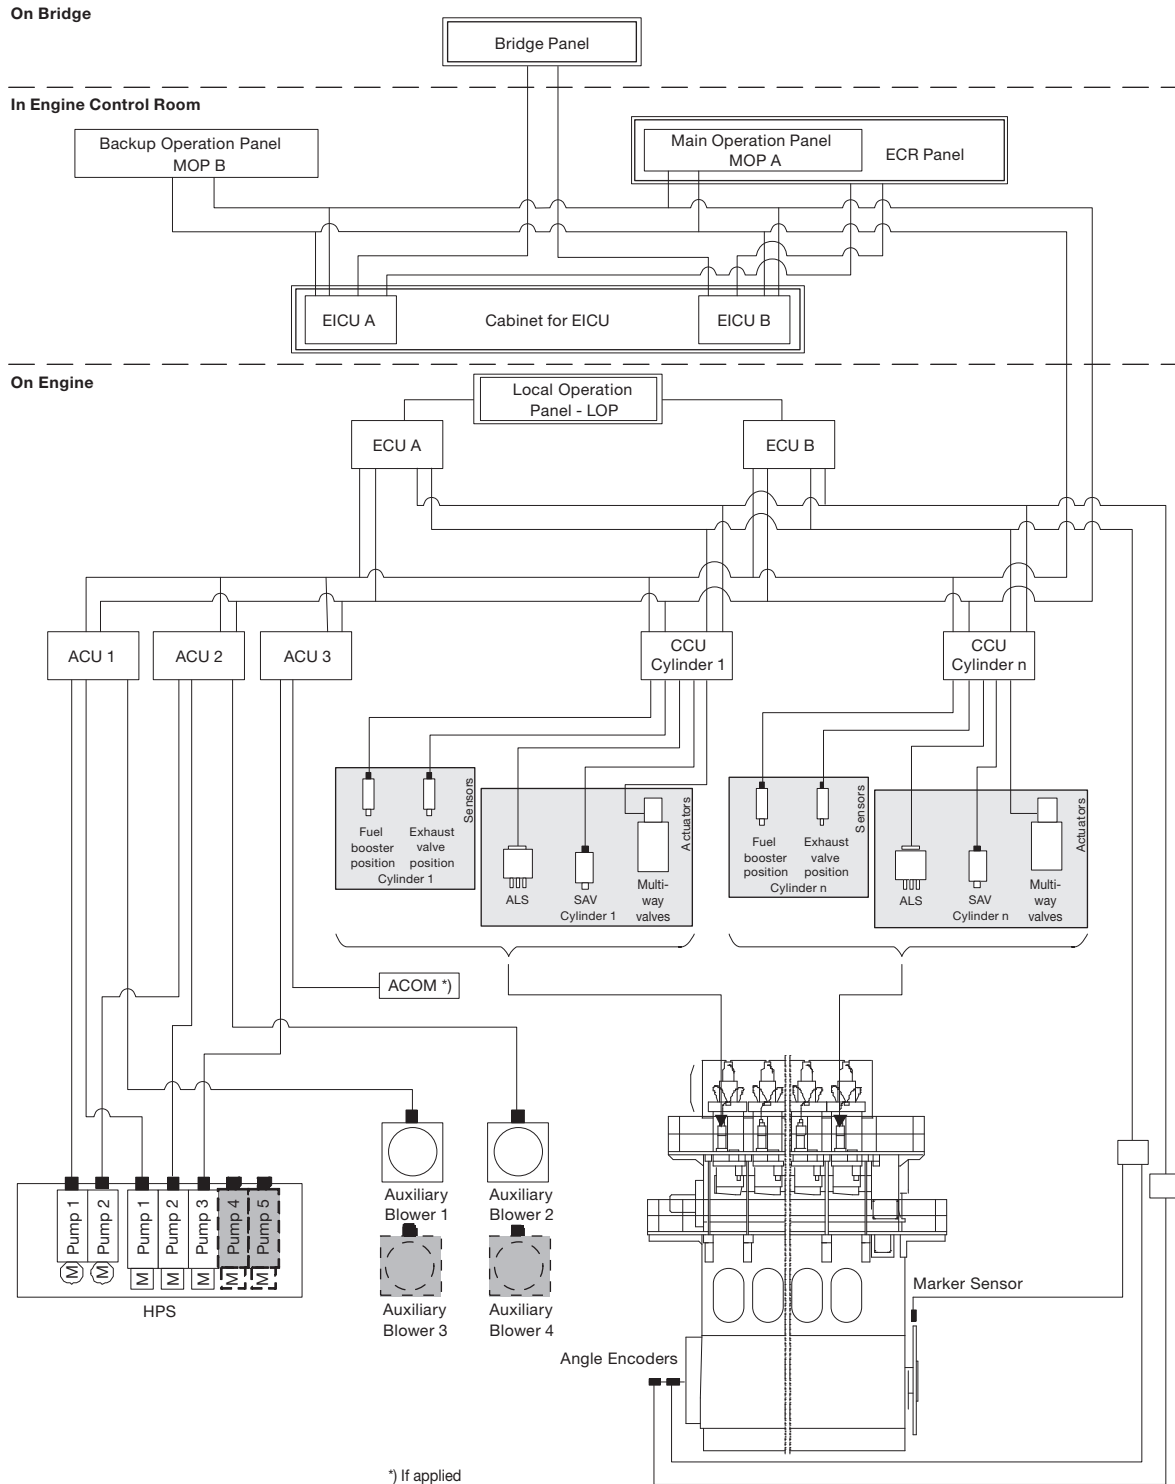 On Bridge
Bridge Panel
In Engine Control Room
Backup Operation Panel
MOP B
Main Operation Panel
MOP A
ECR Panel
EICU A
Cabinet for EICU
EICU B
On Engine
Local Operation
Panel - LOP
ECU A
ECU B
ACU 1
ACU 2
ACU 3
CCU
Cylinder 1
CCU
Cylinder n
Fuel
booster
position
Exhaust
valve
position
Cylinder 1
Sensors
ALS
SAV
Cylinder 1
Multi-
way
valves
Actuators
Fuel
booster
position
Exhaust
valve
position
Cylinder n
Sensors
ALS
SAV
Cylinder n
Multi-
way
valves
Actuators
ACOM *)
Pump 1
M
Pump 2
M
Pump 1
M
Pump 2
M
Pump 3
M
Pump 4
M
Pump 5
M
HPS
Auxiliary
Blower 1
Auxiliary
Blower 2
Auxiliary
Blower 3
Auxiliary
Blower 4
Marker Sensor
Angle Encoders
*) If applied